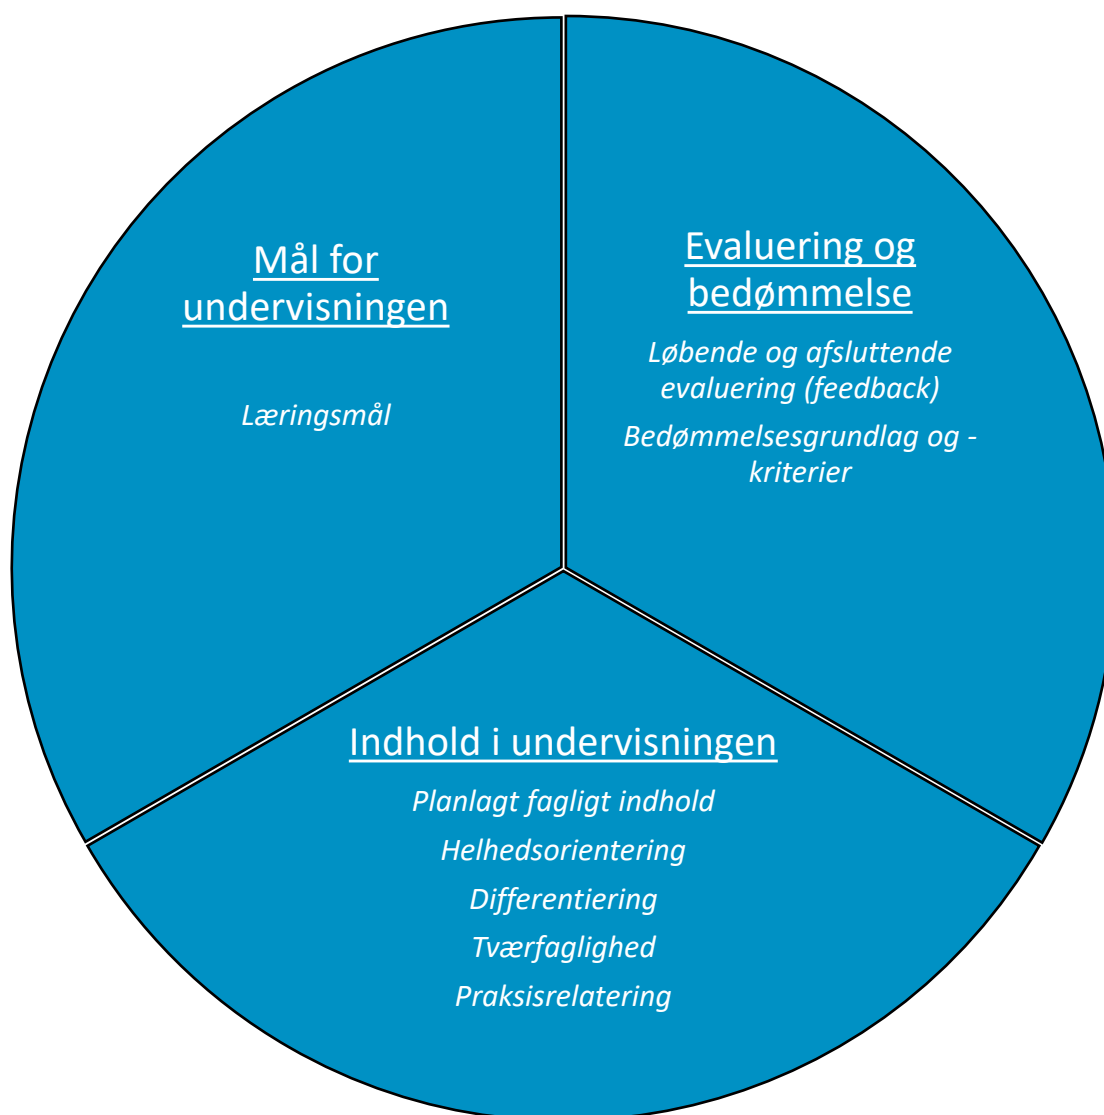 Mål for
undervisningen
Læringsmål
Evaluering og
bedømmelse
Løbende og afsluttende
evaluering (feedback)
Bedømmelsesgrundlag og -
kriterier
Indhold i undervisningen
Planlagt fagligt indhold
Helhedsorientering
Differentiering
Tværfaglighed
Praksisrelatering